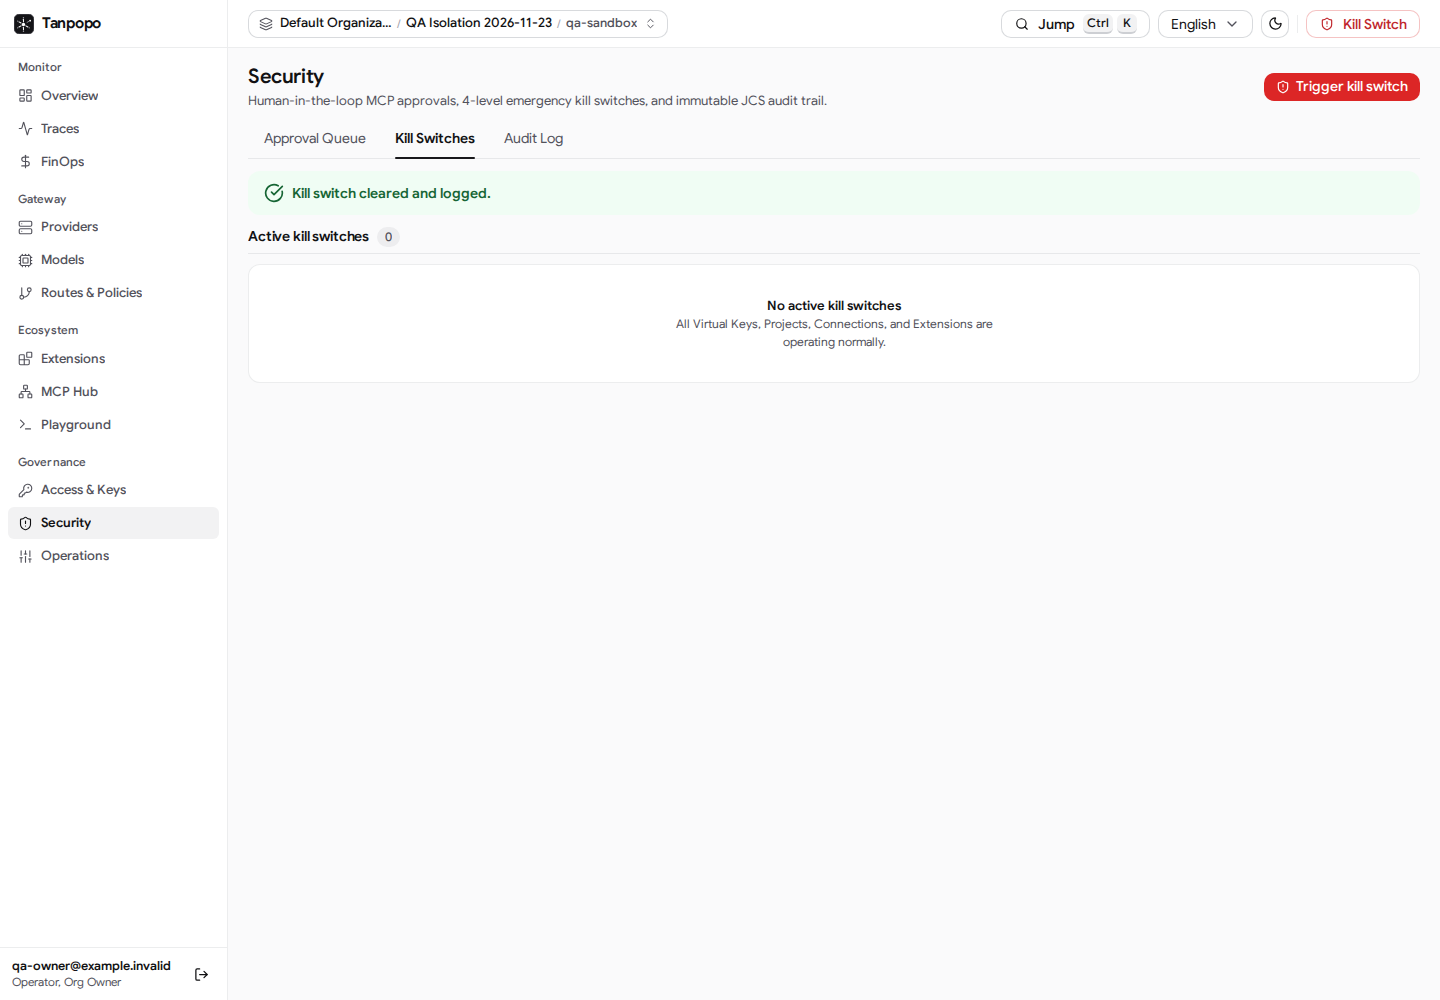 Tanpopo
Default Organiza... / QA Isolation 2026-11-23 / qa-sandbox
Jump Ctrl K
English
Kill Switch
Monitor
Overview
Traces
FinOps
Gateway
Providers
Models
Routes & Policies
Ecosystem
Extensions
MCP Hub
Playground
Governance
Access & Keys
Security
Operations
qa-owner@example.invalid
Operator, Org Owner
Security
Human-in-the-loop MCP approvals, 4-level emergency kill switches, and immutable JCS audit trail.
Trigger kill switch
Approval Queue
Kill Switches
Audit Log
Kill switch cleared and logged.
Active kill switches 0
No active kill switches
All Virtual Keys, Projects, Connections, and Extensions are
operating normally.